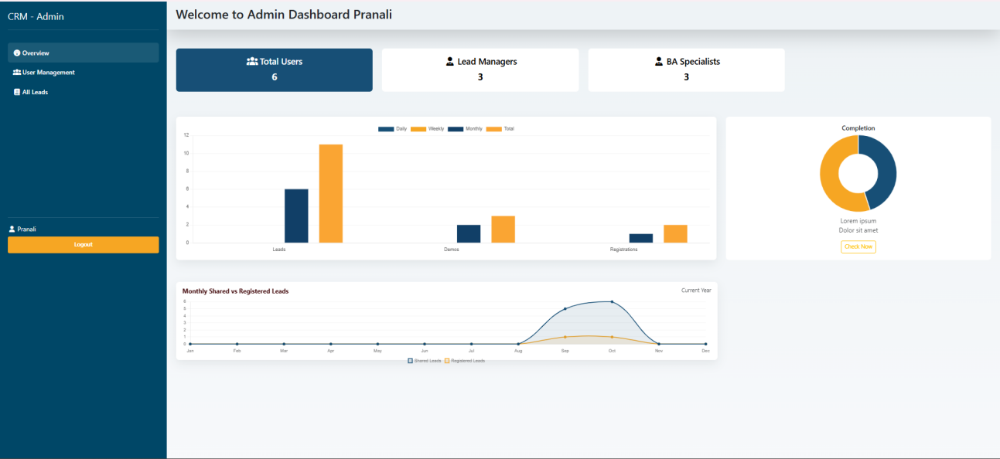 CRM - Admin
Overview
User Management
All Leads
Pranali
Logout
Welcome to Admin Dashboard Pranali
Total Users
6
Lead Managers
3
BA Specialists
3
Daily Weekly Monthly Total
12
10
8
6
4
2
0
Leads Demos Registrations
Completion
Lorem ipsum
Dolor sit amet
Check Now
Monthly Shared vs Registered Leads
Current Year
6
5
4
3
2
1
0
Jan Feb Mar Apr May Jun Jul Aug Sep Oct Nov Dec
Shared Leads Registered Leads